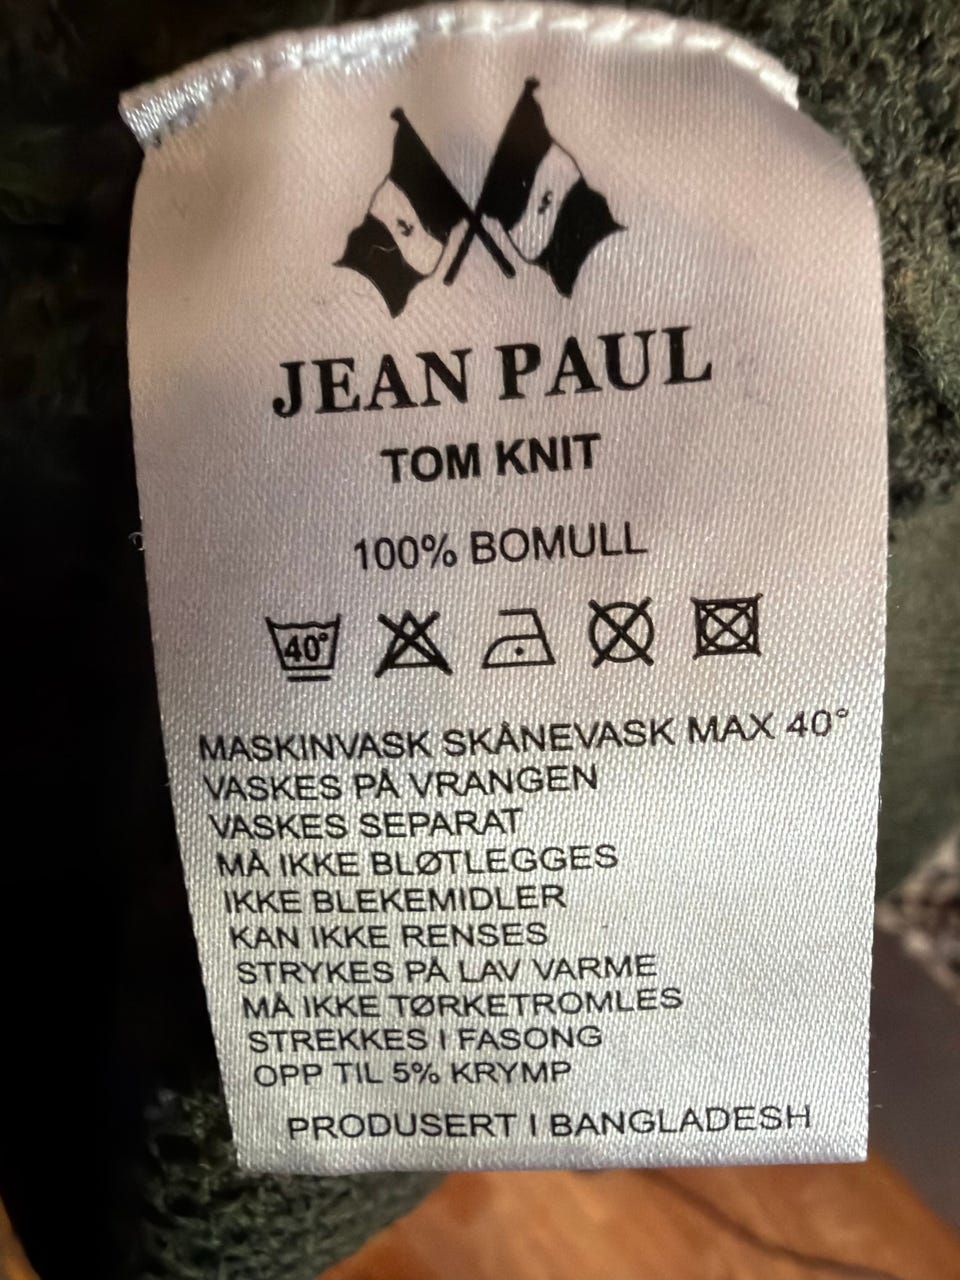 JEAN PAUL
TOM KNIT
100% BOMULL
40°
MASKINVASK SKÅNEVASK MAX 40°
VASKES PÅ VRANGEN
VASKES SEPARAT
MÅ IKKE BLØTLEGGES
IKKE BLEKEMIDLER
KAN IKKE RENSES
STRYKES PÅ LAV VARME
MÅ IKKE TØRKETROMLES
STREKKES I FASONG
OPP TIL 5% KRYMP
PRODUSERT I BANGLADESH